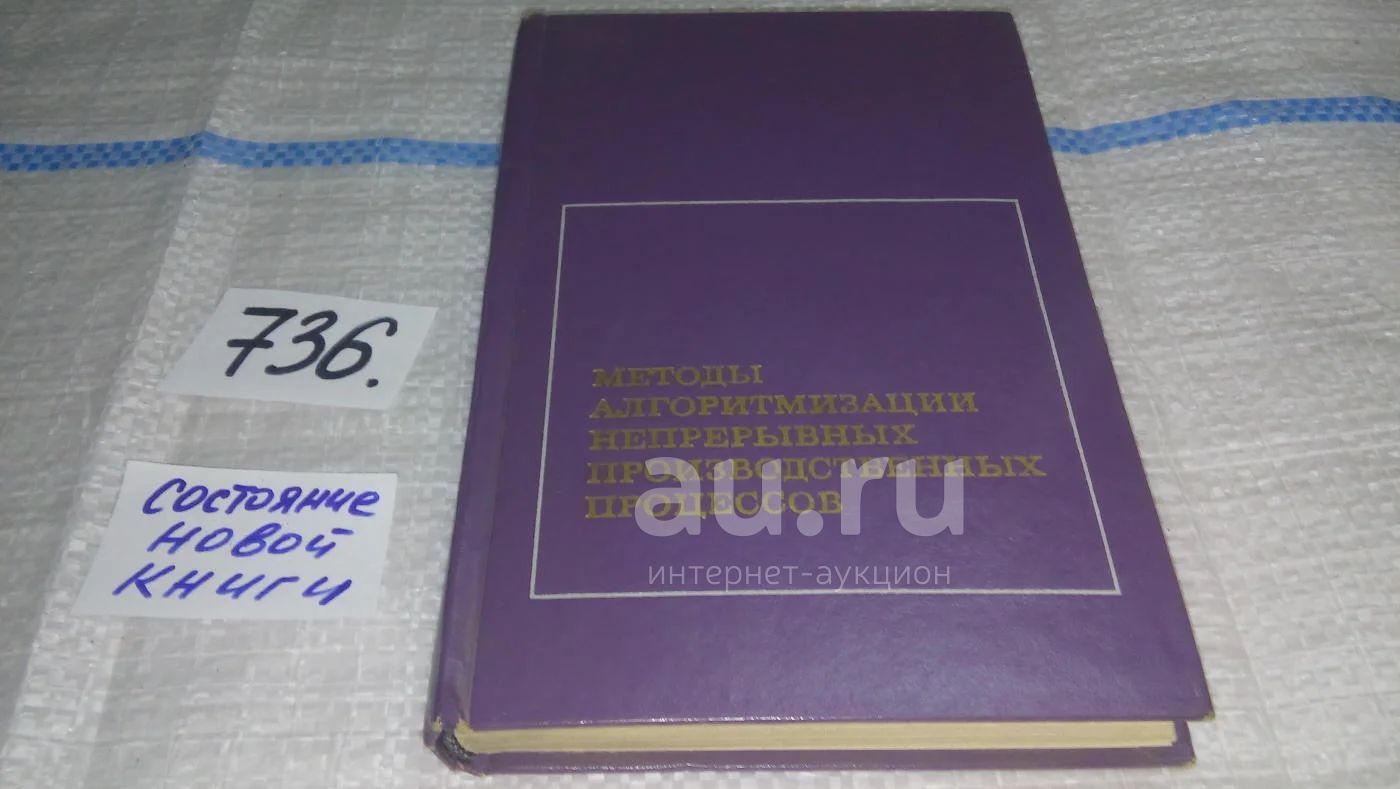 736.
СОСТОЯНИЕ
НОВОЙ
КНИГИ
МЕТОДЫ
АЛГОРИТМИЗАЦИИ
НЕПРЕРЫВНЫХ
ПРОИЗВОДСТВЕННЫХ
ПРОЦЕССОВ
au.ru
интернет-аукцион